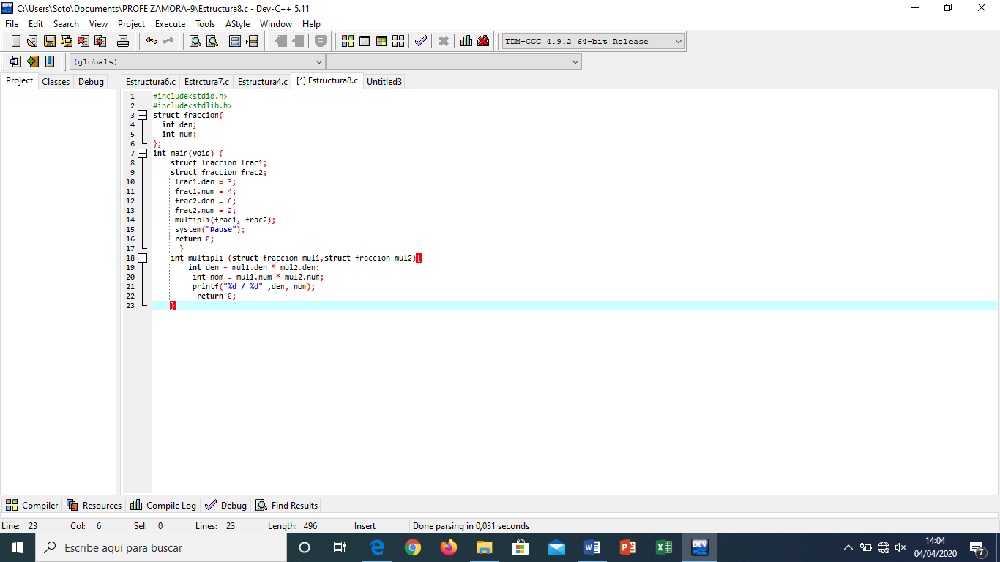 C:\Users\Soto\Documents\PROFE ZAMORA-9\Estructura8.c - Dev-C++ 5.11
File Edit Search View Project Execute Tools AStyle Window Help
TDM-GCC 4.9.2 64-bit Release
(globals)
Project Classes Debug Estructura6.c Estrctura7.c Estructura4.c [*] Estructura8.c Untitled3
1 #include<stdio.h>
2 #include<stdlib.h>
3 struct fraccion{
4 int den;
5 int num;
6 };
7 int main(void) {
8 struct fraccion frac1;
9 struct fraccion frac2;
10 frac1.den = 3;
11 frac1.num = 4;
12 frac2.den = 6;
13 frac2.num = 2;
14 multipli(frac1, frac2);
15 system("Pause");
16 return 0;
17 }
18 int multipli (struct fraccion mul1,struct fraccion mul2){
19 int den = mul1.den * mul2.den;
20 int nom = mul1.num * mul2.num;
21 printf("%d / %d" ,den, nom);
22 return 0;
23 }
Compiler Resources Compile Log Debug Find Results
Line: 23 Col: 6 Sel: 0 Lines: 23 Length: 496 Insert Done parsing in 0,031 seconds
Escribe aquí para buscar
DEV
14:04
04/04/2020
7